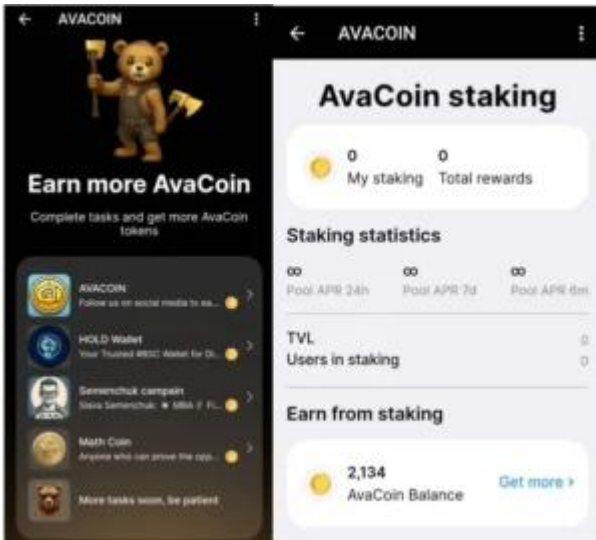 AVACOIN
Earn more AvaCoin
Complete tasks and get more AvaCoin
tokens
AVACOIN
Follow us on social media to ea...
HOLD Wallet
Your Trusted #BSC Wallet for Di...
Semenchuk campain
Slava Semenchuk:
Math Coin
Anyone who can prove the opp...
More tasks soon, be patient
AVACOIN
AvaCoin staking
0 0
My staking Total rewards
Staking statistics
∞ ∞ ∞
Pool APR 24h Pool APR 7d Pool APR 6m
TVL 0
Users in staking 0
Earn from staking
2,134
AvaCoin Balance
Get more >